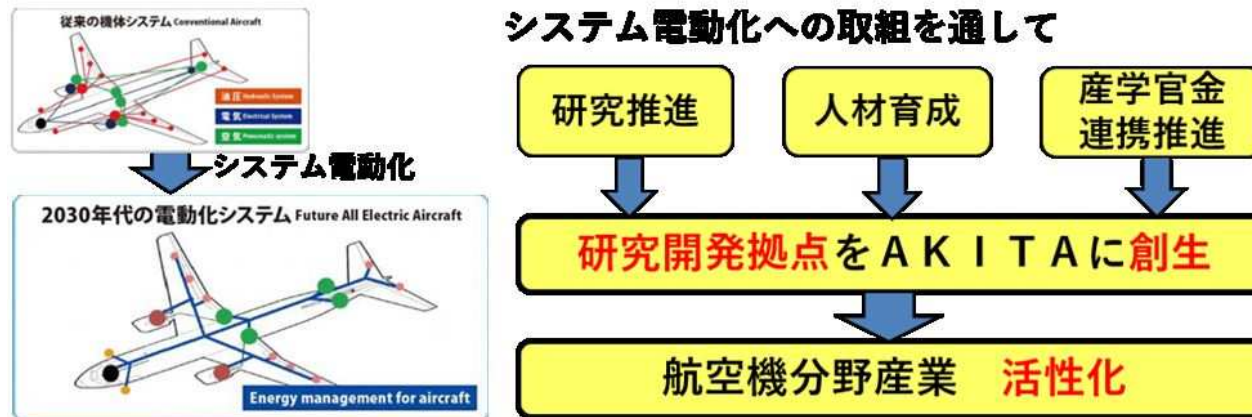 従来の機体システム Conventional Aircraft
油圧 Hydraulic System
電気 Electrical System
空気 Pneumatic System
システム電動化
2030年代の電動化システム Future All Electric Aircraft
Energy management for aircraft
システム電動化への取組を通して
研究推進
人材育成
産学官金
連携推進
研究開発拠点をＡＫＩＴＡに創生
航空機分野産業　活性化